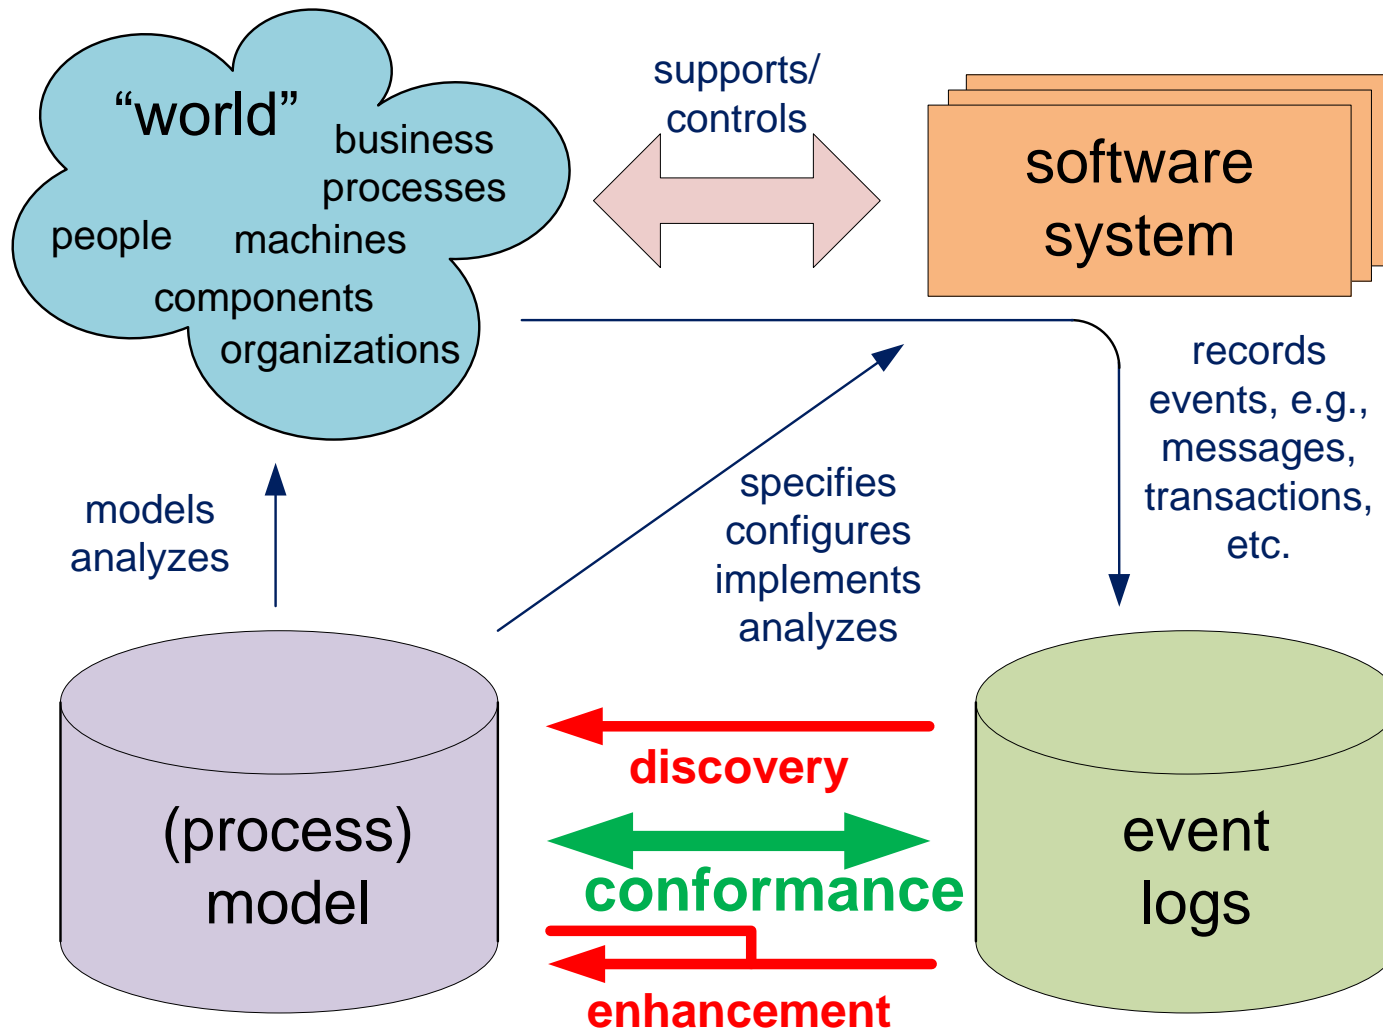 “world”
business
processes
people
machines
components
organizations
supports/
controls
software
system
records
events, e.g.,
messages,
transactions,
etc.
models
analyzes
specifies
configures
implements
analyzes
(process)
model
discovery
conformance
enhancement
event
logs